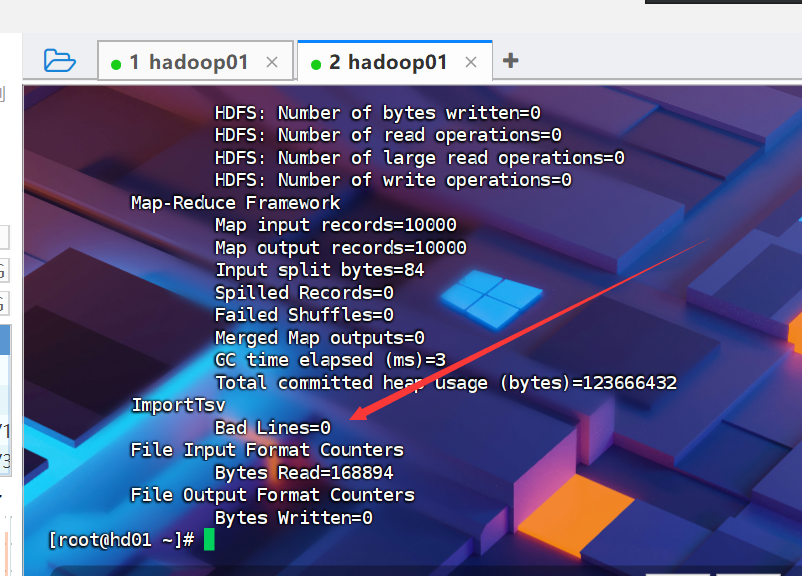 1 hadoop01 ×
2 hadoop01 × +
HDFS: Number of bytes written=0
HDFS: Number of read operations=0
HDFS: Number of large read operations=0
HDFS: Number of write operations=0
Map-Reduce Framework
Map input records=10000
Map output records=10000
Input split bytes=84
Spilled Records=0
Failed Shuffles=0
Merged Map outputs=0
GC time elapsed (ms)=3
Total committed heap usage (bytes)=123666432
ImportTsv
Bad Lines=0
File Input Format Counters
Bytes Read=168894
File Output Format Counters
Bytes Written=0
[root@hd01 ~]#